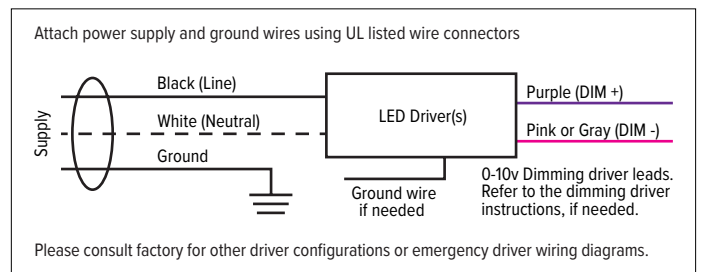 Attach power supply and ground wires using UL listed wire connectors
Supply
Black (Line)
White (Neutral)
Ground
LED Driver(s)
Ground wire
if needed
Purple (DIM +)
Pink or Gray (DIM -)
0-10v Dimming driver leads.
Refer to the dimming driver
instructions, if needed.
Please consult factory for other driver configurations or emergency driver wiring diagrams.